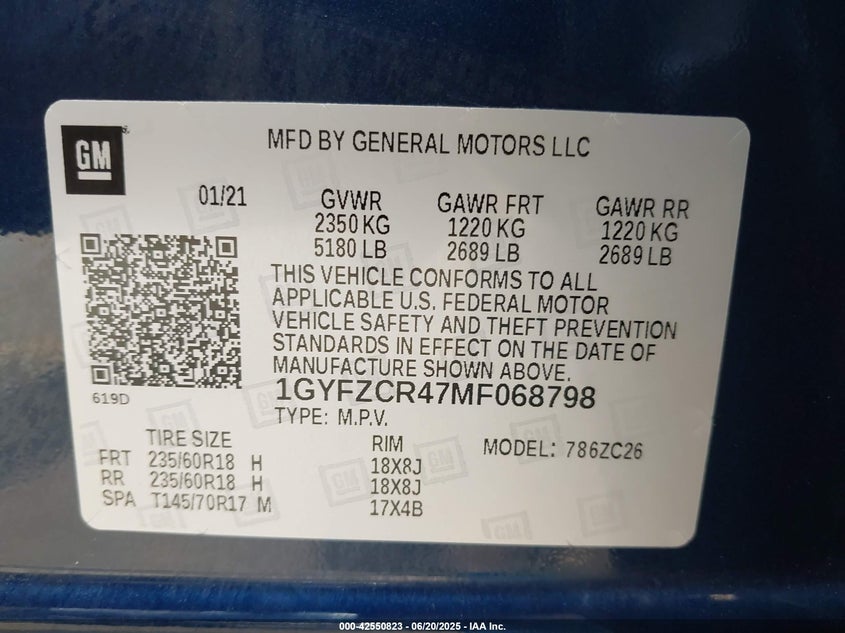 GM
MFD BY GENERAL MOTORS LLC
01/21
GVWR GAWR FRT GAWR RR
2350 KG 1220 KG 1220 KG
5180 LB 2689 LB 2689 LB
THIS VEHICLE CONFORMS TO ALL
APPLICABLE U.S. FEDERAL MOTOR
VEHICLE SAFETY AND THEFT PREVENTION
STANDARDS IN EFFECT ON THE DATE OF
MANUFACTURE SHOWN ABOVE.
619D
1GYFZCR47MF068798
TYPE: M.P.V.
TIRE SIZE RIM MODEL: 786ZC26
FRT 235/60R18 H 18X8J
RR 235/60R18 H 18X8J
SPA T145/70R17 M 17X4B
000-42550823 - 06/20/2025 - IAA Inc.